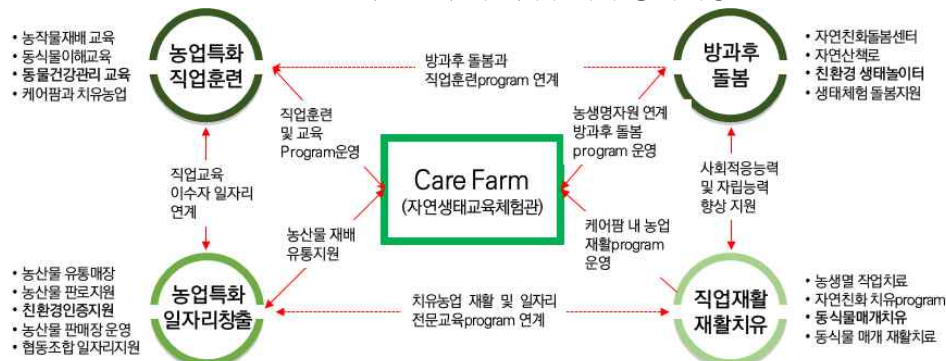 • 농작물재배 교육
• 동식물이해교육
• 동물건강관리 교육
• 케어팜과 치유농업
농업특화
직업훈련
방과후 돌봄과
직업훈련program 연계
방과후
돌봄
• 자연친화돌봄센터
• 자연산책로
• 친환경 생태놀이터
• 생태체험 돌봄지원
직업훈련
및 교육
Program운영
농생명자원 연계
방과후 돌봄
program 운영
직업교육
이수자 일자리
연계
Care Farm
(자연생태교육체험관)
사회적응능력
및 자립능력
향상 지원
농산물 재배
유통지원
케어팜 내 농업
재활program
운영
• 농산물 유통매장
• 농산물 판로지원
• 친환경인증지원
• 농산물 판매장 운영
• 협동조합 일자리지원
농업특화
일자리창출
치유농업 재활 및 일자리
전문교육program 연계
직업재활
재활치유
• 농생별 작업치료
• 자연친화 치유program
• 동식물매개치유
• 동식물 매개 재활치료